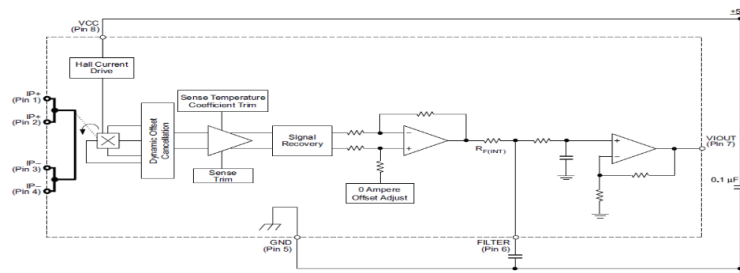 +5
VCC
(Pin 8)
Hall Current
Drive
IP+
(Pin 1)
IP+
(Pin 2)
IP−
(Pin 3)
IP−
(Pin 4)
Dynamic Offset
Cancellation
Sense Temperature
Coefficient Trim
Sense
Trim
Signal
Recovery
0 Ampere
Offset Adjust
RF(INT)
VIOUT
(Pin 7)
0.1 µF
GND
(Pin 5)
FILTER
(Pin 6)